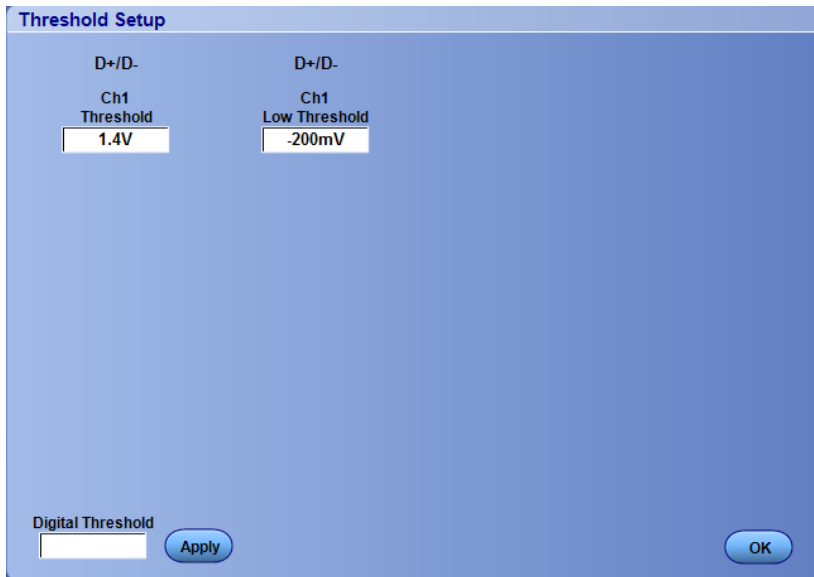 Threshold Setup
D+/D- D+/D-
Ch1 Ch1
Threshold Low Threshold
1.4V -200mV
Digital Threshold
Apply OK